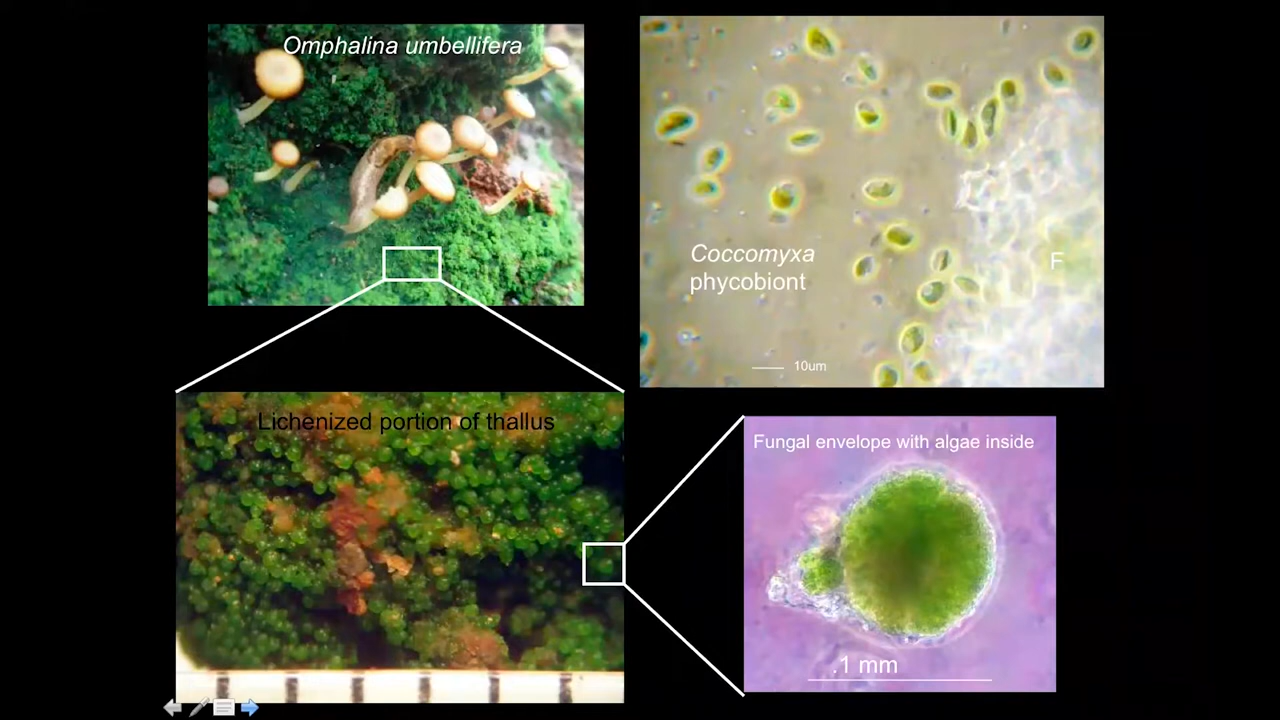 Omphalina umbellifera
Coccomyxa
phycobiont
F
10um
Lichenized portion of thallus
Fungal envelope with algae inside
.1 mm